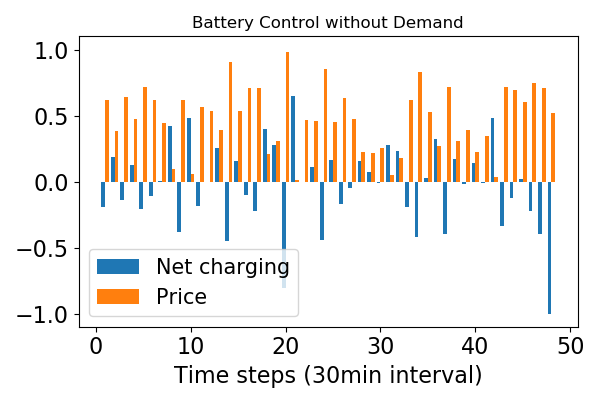 Battery Control without Demand
1.0
0.5
0.0
−0.5
−1.0
Net charging
Price
0 10 20 30 40 50
Time steps (30min interval)